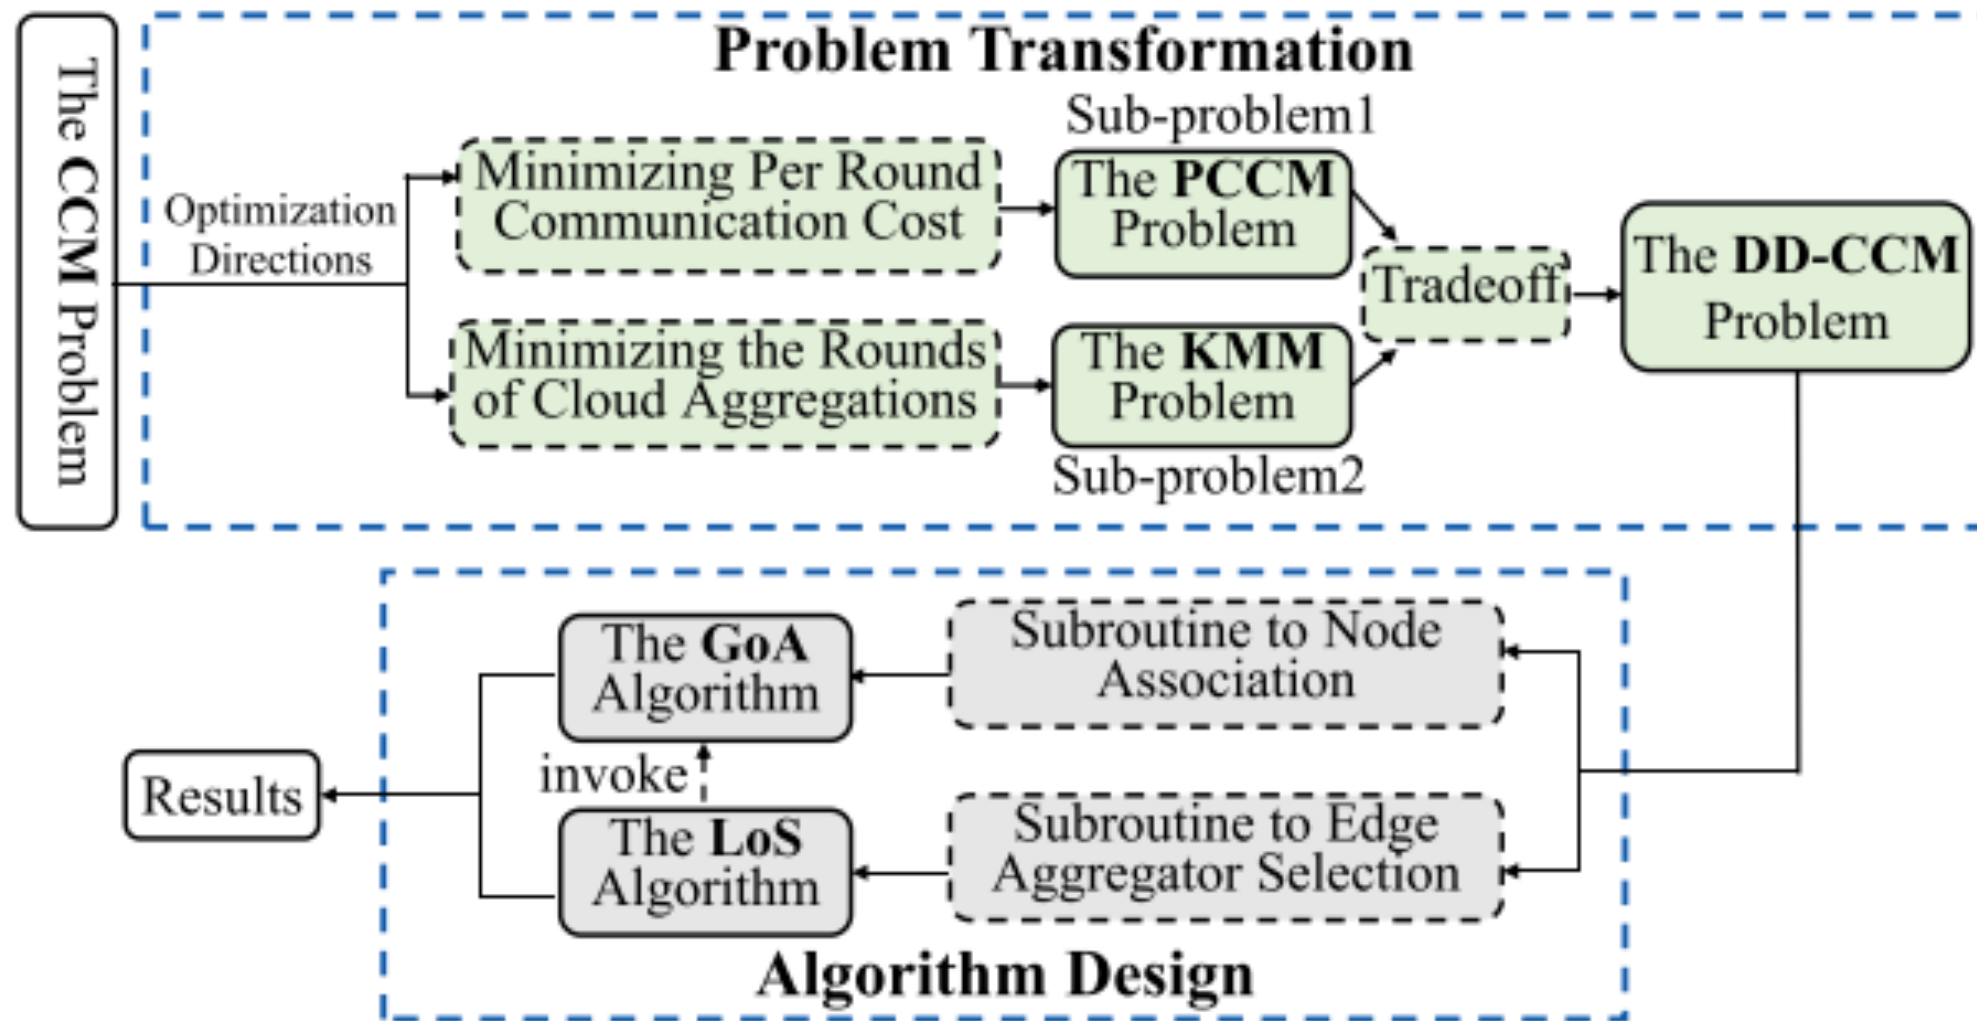 The CCM Problem
Problem Transformation
Optimization
Directions
Minimizing Per Round
Communication Cost
Minimizing the Rounds
of Cloud Aggregations
Sub-problem1
The PCCM
Problem
The KMM
Problem
Sub-problem2
Tradeoff
The DD-CCM
Problem
Subroutine to Node
Association
Subroutine to Edge
Aggregator Selection
The GoA
Algorithm
invoke
The LoS
Algorithm
Results
Algorithm Design